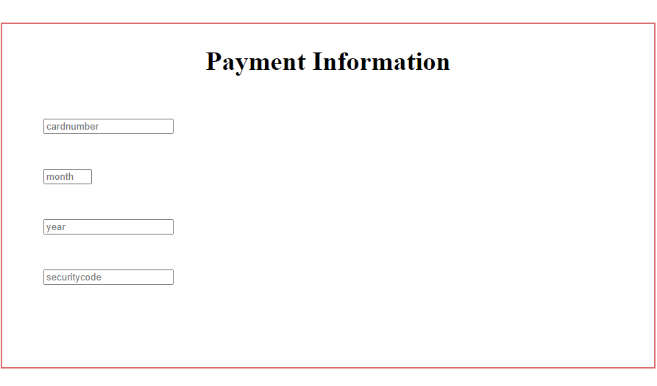 Payment Information
cardnumber
month
year
securitycode